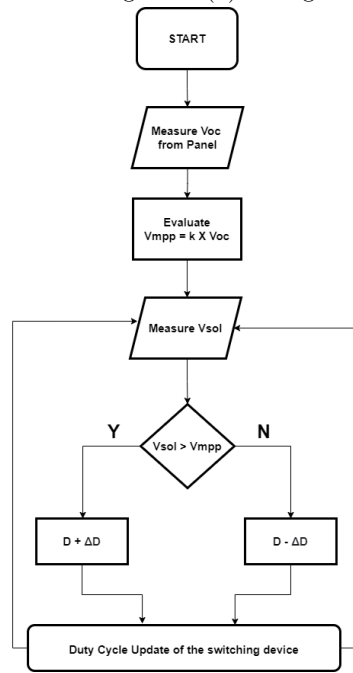 START
Measure Voc
from Panel
Evaluate
Vmpp = k X Voc
Measure Vsol
Vsol > Vmpp
Y
N
D + ΔD
D - ΔD
Duty Cycle Update of the switching device